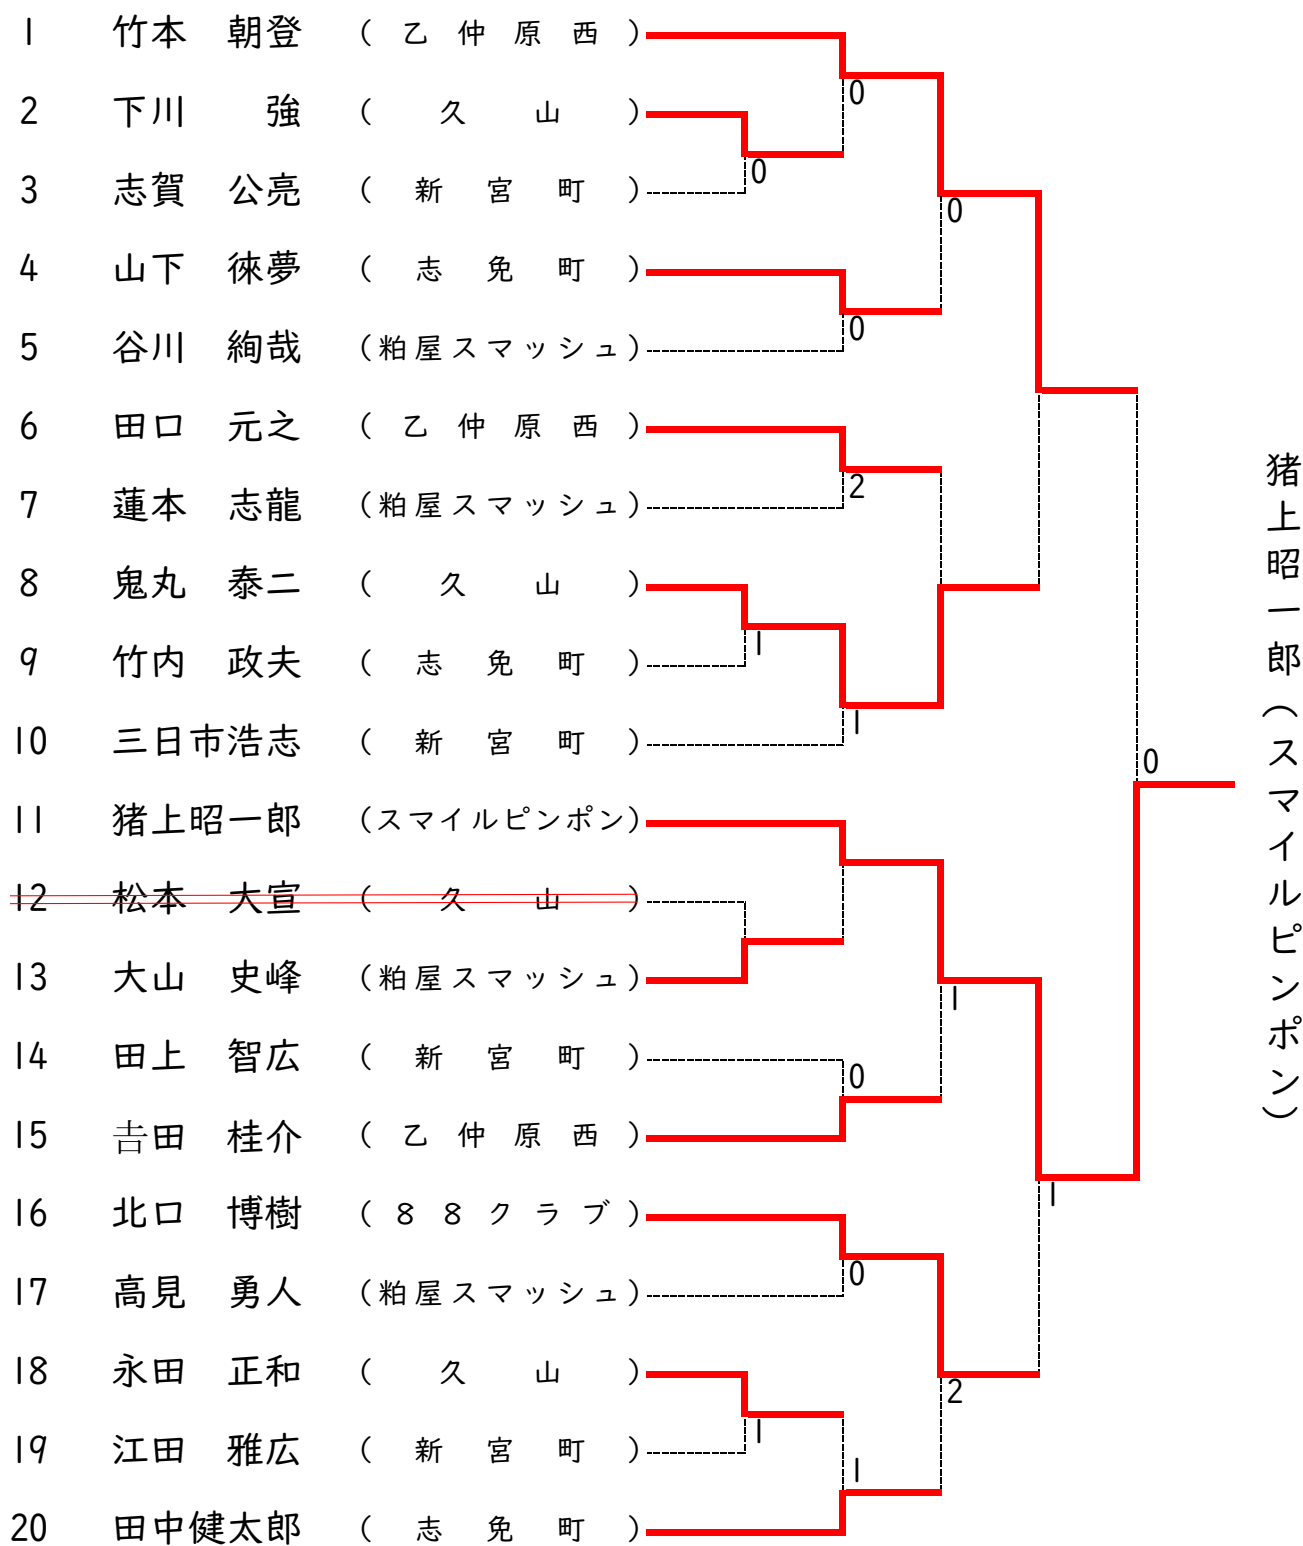 1 竹本 朝登 (乙仲原西)
0
2 下川 強 (久山)
0
3 志賀 公亮 (新宮町)
0
4 山下 徠夢 (志免町)
0
5 谷川 絢哉 (粕屋スマッシュ)
6 田口 元之 (乙仲原西)
2
7 蓮本 志龍 (粕屋スマッシュ)
8 鬼丸 泰二 (久山)
1
9 竹内 政夫 (志免町)
1
10 三日市浩志 (新宮町)
0
11 猪上昭一郎 (スマイルピンポン)
12 松本 大宣 (久山)
13 大山 史峰 (粕屋スマッシュ)
1
14 田上 智広 (新宮町)
0
15 𠮷田 桂介 (乙仲原西)
1
16 北口 博樹 (88クラブ)
0
17 高見 勇人 (粕屋スマッシュ)
18 永田 正和 (久山)
2
1
19 江田 雅広 (新宮町)
1
20 田中健太郎 (志免町)
猪上昭一郎(スマイルピンポン)